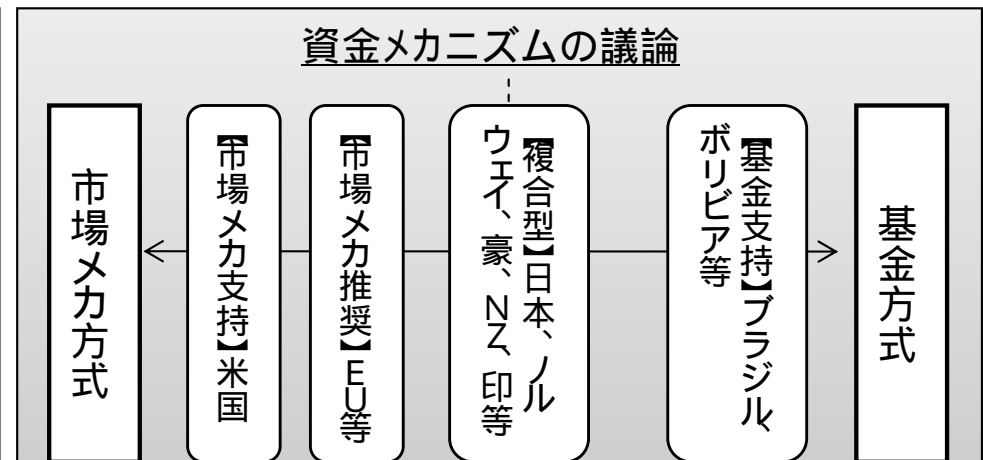 資金メカニズムの議論
市場メカ方式
【市場メカ支持】米国
【市場メカ推奨】EU等
【複合型】日本、ノル
ウェイ、豪、NZ、印等
【基金支持】ブラジル、
ボリビア等
基金方式